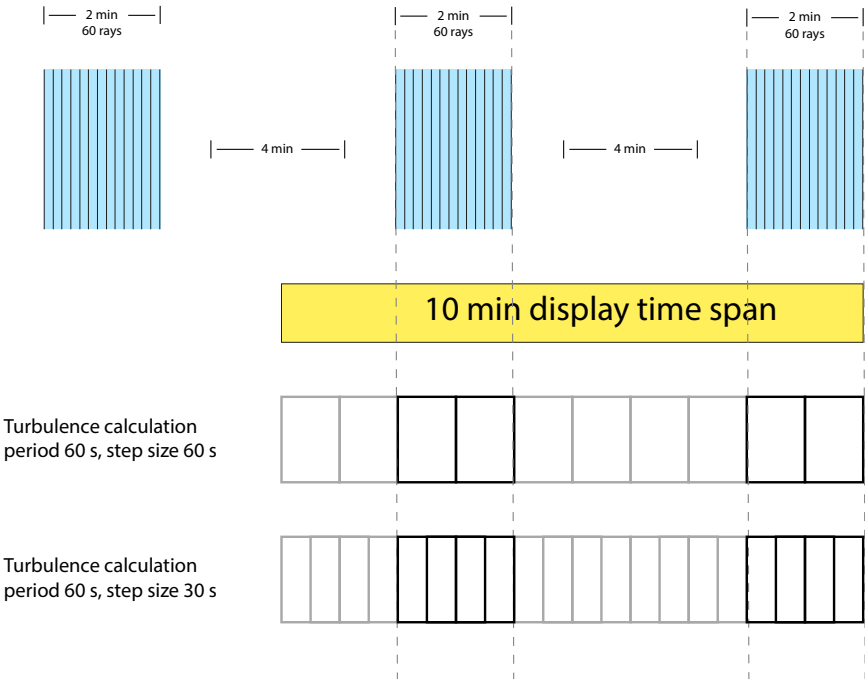 2 min
60 rays
2 min
60 rays
2 min
60 rays
4 min
4 min
10 min display time span
Turbulence calculation
period 60 s, step size 60 s
Turbulence calculation
period 60 s, step size 30 s